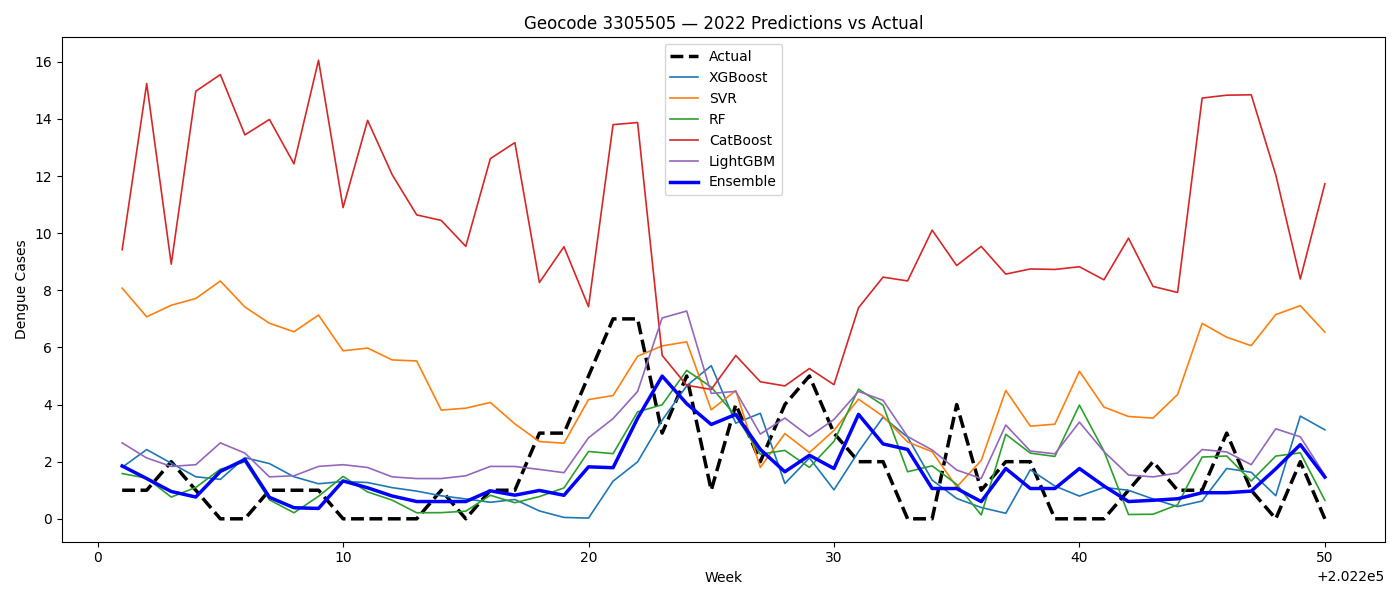 Geocode 3305505 — 2022 Predictions vs Actual
Actual
XGBoost
SVR
RF
CatBoost
LightGBM
Ensemble
Dengue Cases
16
14
12
10
8
6
4
2
0
0 10 20 30 40 50
Week
+2.022e5